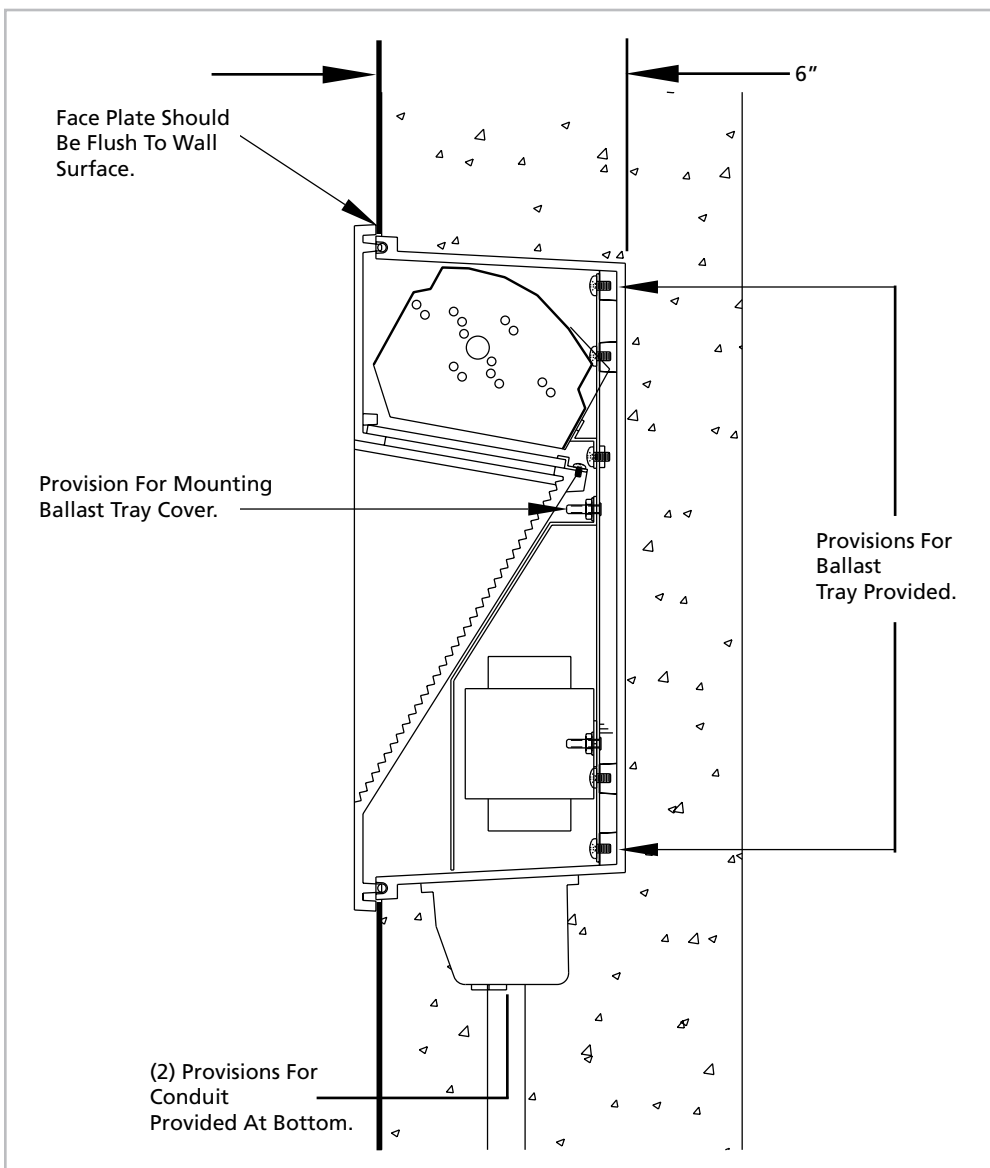 6”
Face Plate Should
Be Flush To Wall
Surface.
Provision For Mounting
Ballast Tray Cover.
Provisions For
Ballast
Tray Provided.
(2) Provisions For
Conduit
Provided At Bottom.